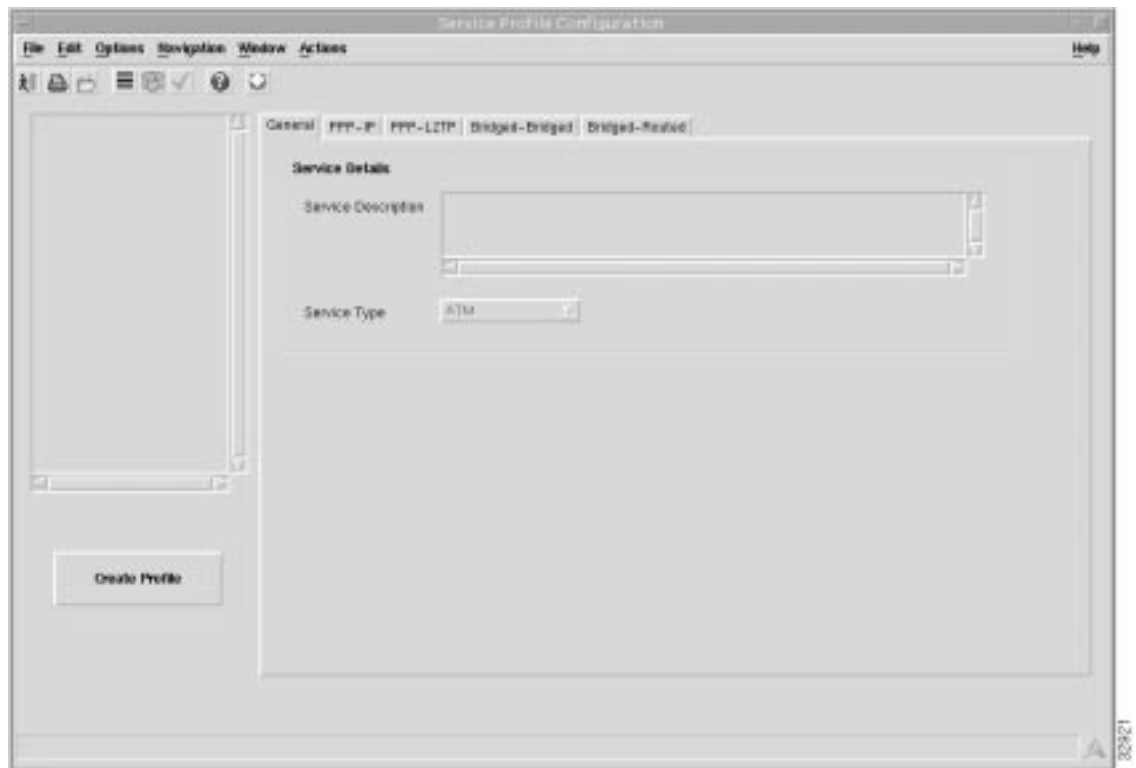 Service Profile Configuration
File Edit Options Navigation Window Actions Help
General PPP-IP PPP-L2TP Bridged-Bridged Bridged-Routed
Service Details
Service Description
Service Type ATM
Create Profile
32921